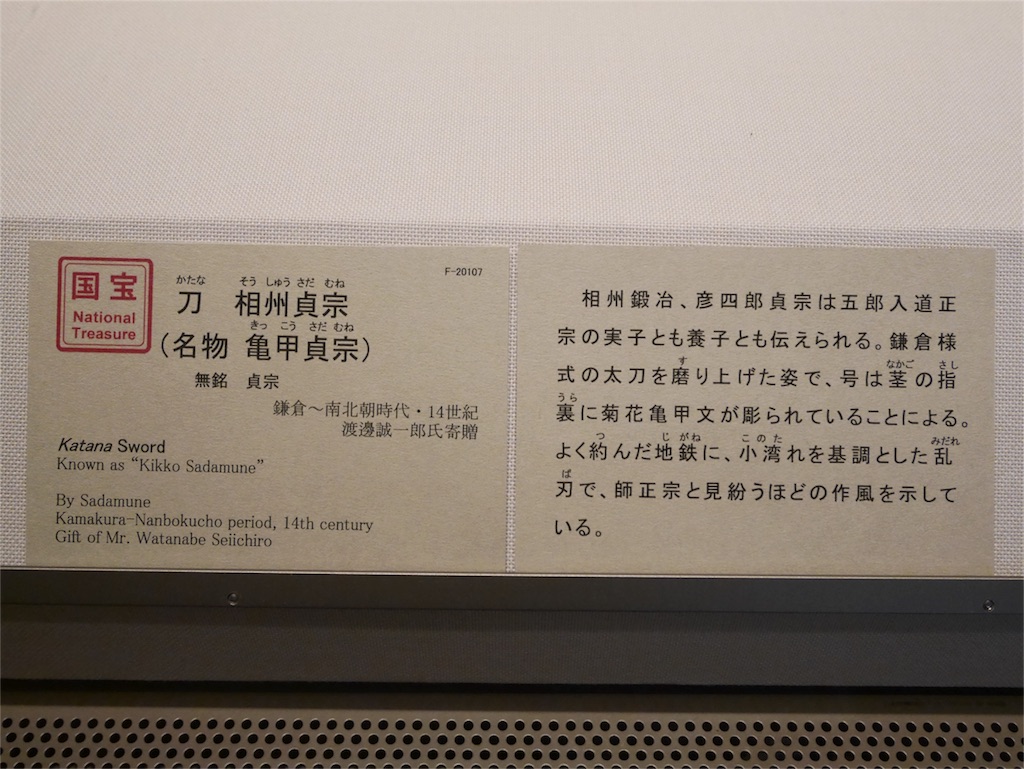 国宝
National
Treasure
F-20107
かたな そう しゅう さだ むね
刀 相州貞宗
きっ こう さだ むね
(名物 亀甲貞宗)
無銘 貞宗
鎌倉～南北朝時代・14世紀
渡邊誠一郎氏寄贈
Katana Sword
Known as “Kikko Sadamune”
By Sadamune
Kamakura-Nanbokucho period, 14th century
Gift of Mr. Watanabe Seiichiro
相州鍛冶、彦四郎貞宗は五郎入道正
宗の実子とも養子とも伝えられる。鎌倉様
す なかご さし
式の太刀を磨り上げた姿で、号は茎の指
うら
裏に菊花亀甲文が彫られていることによる。
つ じ がね このた みだれ
よく約んだ地鉄に、小湾れを基調とした乱
ば
刃で、師正宗と見紛うほどの作風を示して
いる。